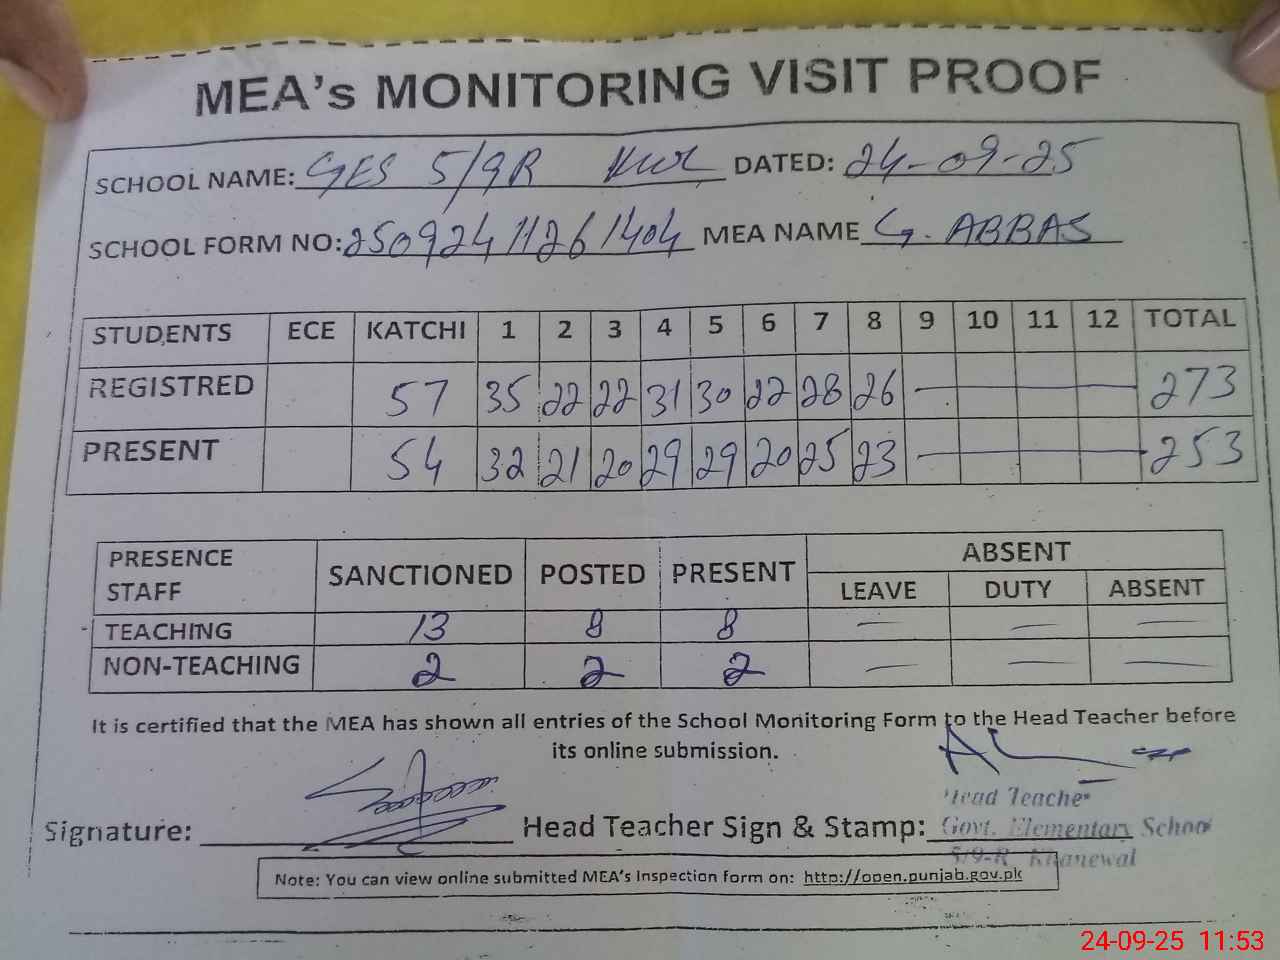 MEA's MONITORING VISIT PROOF
SCHOOL NAME: GES 5/9R KWL DATED: 24-09-25
SCHOOL FORM NO: 25092411261404 MEA NAME G. ABBAS
STUDENTS ECE KATCHI 1 2 3 4 5 6 7 8 9 10 11 12 TOTAL
REGISTRED 57 35 22 22 31 30 22 28 26 — 273
PRESENT 54 32 21 20 29 29 20 25 23 — 253
PRESENCE STAFF SANCTIONED POSTED PRESENT ABSENT
LEAVE DUTY ABSENT
TEACHING 13 8 8 — — —
NON-TEACHING 2 2 2 — — —
It is certified that the MEA has shown all entries of the School Monitoring Form to the Head Teacher before
its online submission.
Head Teacher
Signature: Head Teacher Sign & Stamp: Govt. Elementary School
5/9-R Khanewal
Note: You can view online submitted MEA's Inspection form on: http://open.punjab.gov.pk
24-09-25 11:53